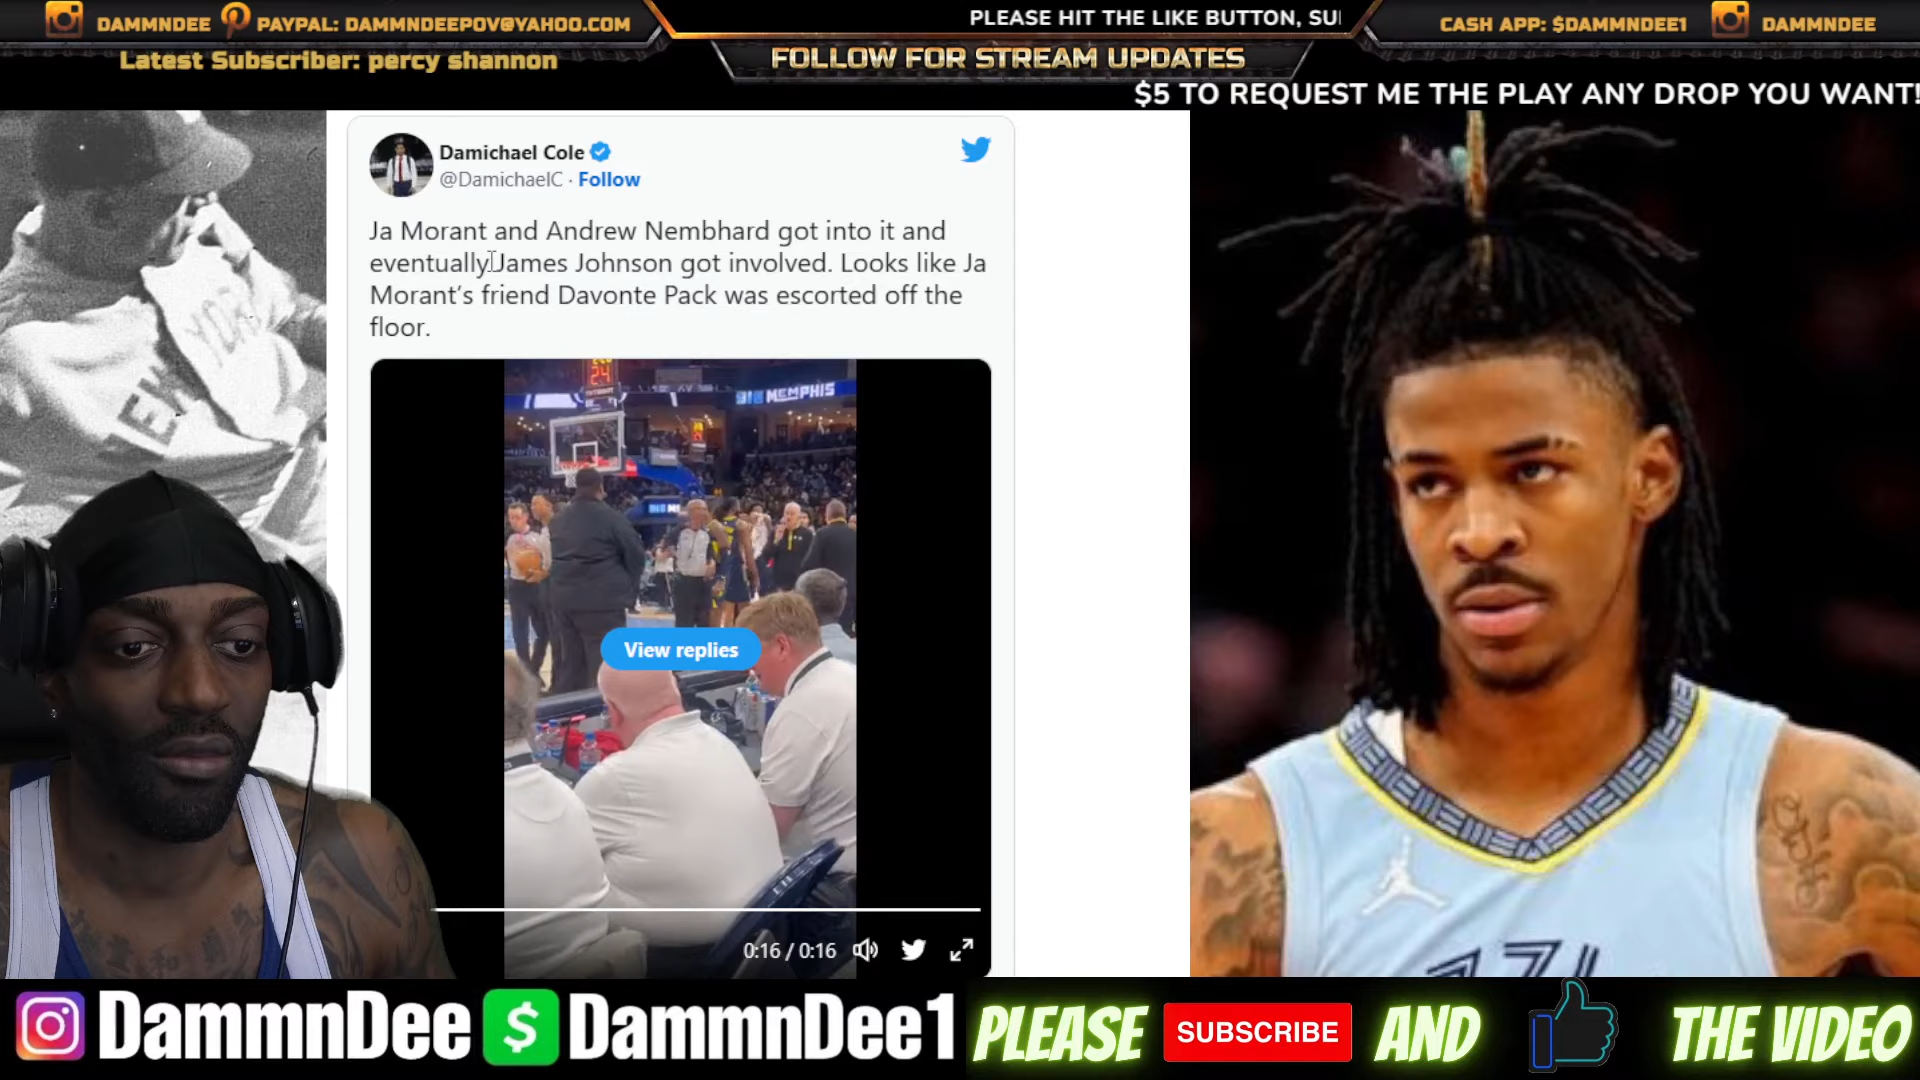 DAMMNDEE
PAYPAL: DAMMNDEEPOV@YAHOO.COM
PLEASE HIT THE LIKE BUTTON, SU
CASH APP: $DAMMNDEE1
DAMMNDEE
Latest Subscriber: percy shannon
FOLLOW FOR STREAM UPDATES
$5 TO REQUEST ME THE PLAY ANY DROP YOU WANT!
Damichael Cole
@DamichaelC · Follow
Ja Morant and Andrew Nembhard got into it and
eventually James Johnson got involved. Looks like Ja
Morant's friend Davonte Pack was escorted off the
floor.
24
MEMPHIS
View replies
0:16 / 0:16
DammnDee
$
DammnDee1
PLEASE
SUBSCRIBE
AND
THE VIDEO